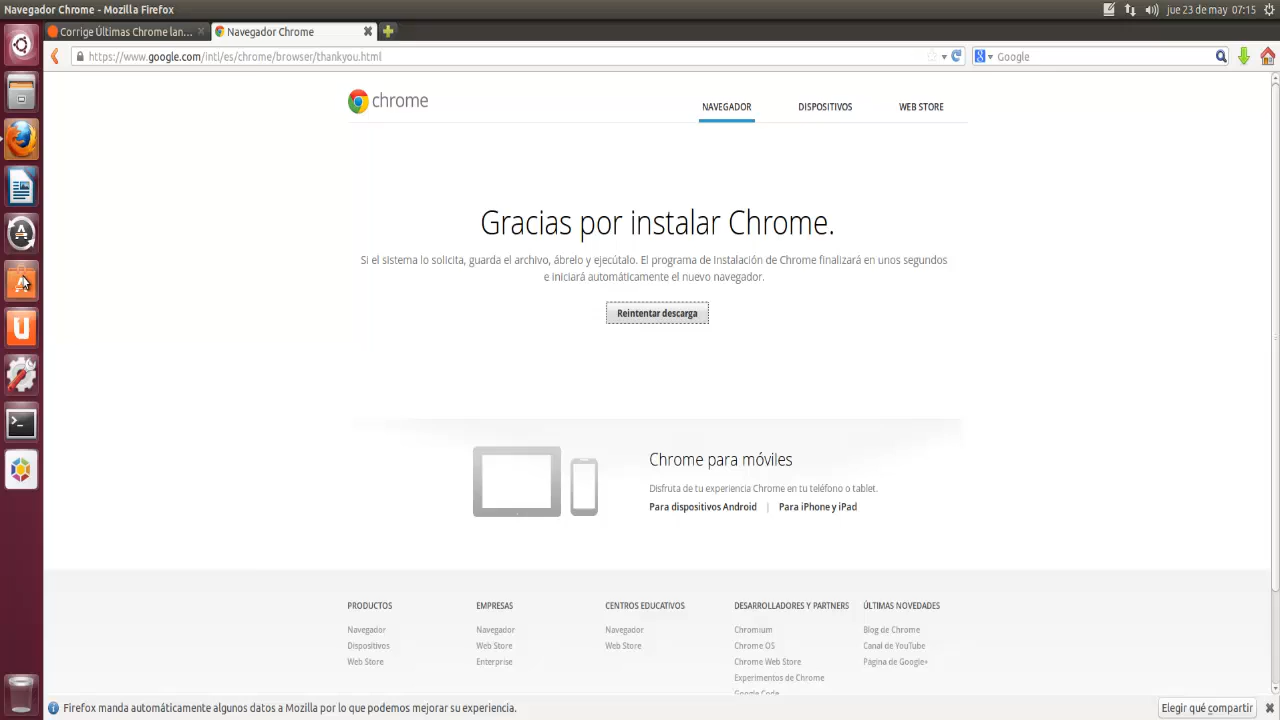 Navegador Chrome - Mozilla Firefox
jue 23 de may 07:15
Corrige Últimas Chrome lan...
Navegador Chrome
https://www.google.com/intl/es/chrome/browser/thankyou.html
Google
chrome
NAVEGADOR
DISPOSITIVOS
WEB STORE
Gracias por instalar Chrome.
Si el sistema lo solicita, guarda el archivo, ábrelo y ejecútalo. El programa de Instalación de Chrome finalizará en unos segundos
e iniciará automáticamente el nuevo navegador.
Reintentar descarga
Chrome para móviles
Disfruta de tu experiencia Chrome en tu teléfono o tablet.
Para dispositivos Android | Para iPhone y iPad
PRODUCTOS
Navegador
Dispositivos
Web Store
EMPRESAS
Navegador
Web Store
Enterprise
CENTROS EDUCATIVOS
Navegador
Web Store
DESARROLLADORES Y PARTNERS
Chromium
Chrome OS
Chrome Web Store
Experimentos de Chrome
Google Code
ÚLTIMAS NOVEDADES
Blog de Chrome
Canal de YouTube
Página de Google+
Firefox manda automáticamente algunos datos a Mozilla por lo que podemos mejorar su experiencia.
Elegir qué compartir